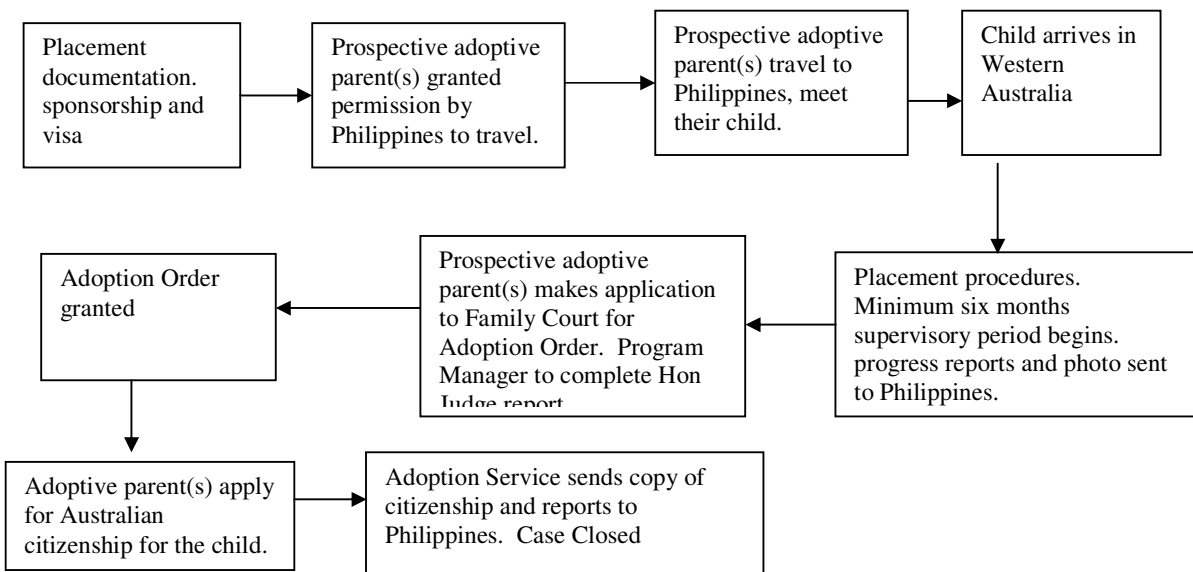 Placement
documentation.
sponsorship and
visa
Prospective adoptive
parent(s) granted
permission by
Philippines to travel.
Prospective adoptive
parent(s) travel to
Philippines, meet
their child.
Child arrives in
Western
Australia
Placement procedures.
Minimum six months
supervisory period begins.
progress reports and photo sent
to Philippines.
Prospective adoptive
parent(s) makes application
to Family Court for
Adoption Order.  Program
Manager to complete Hon
Judge report
Adoption Order
granted
Adoptive parent(s) apply
for Australian
citizenship for the child.
Adoption Service sends copy of
citizenship and reports to
Philippines.  Case Closed